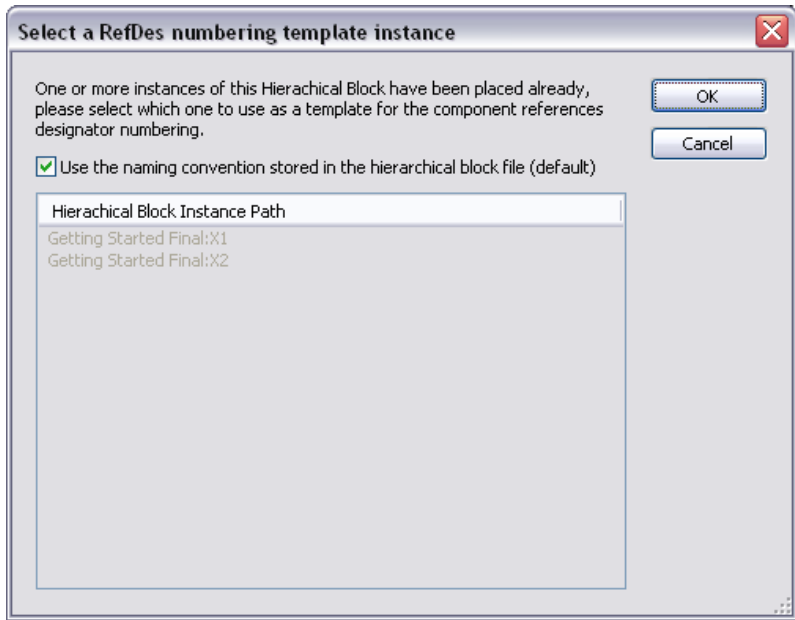 Select a RefDes numbering template instance
One or more instances of this Hierachical Block have been placed already,
please select which one to use as a template for the component references
designator numbering.
OK
Cancel
Use the naming convention stored in the hierarchical block file (default)
Hierachical Block Instance Path
Getting Started Final:X1
Getting Started Final:X2